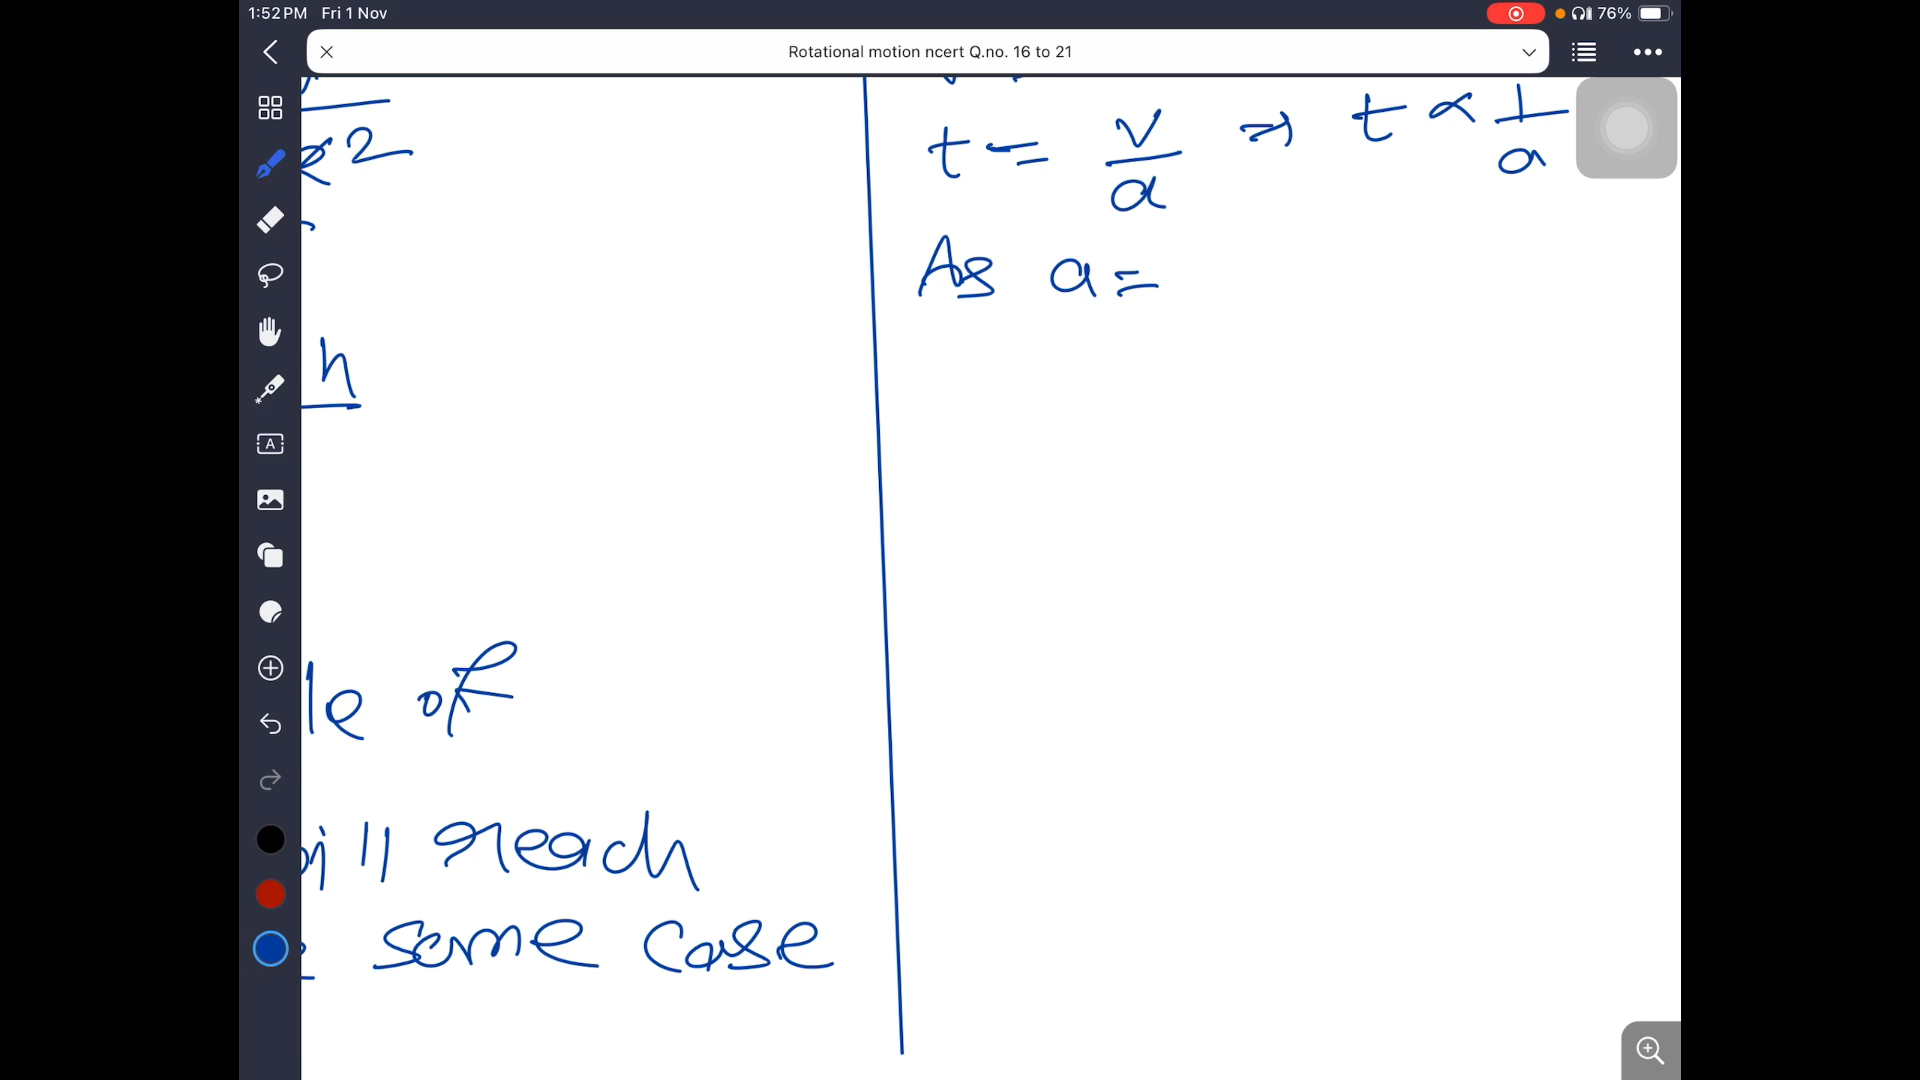 1:52 PM Fri 1 Nov
76%
Rotational motion ncert Q.no. 16 to 21
2
h
le of
ill reach
some case
t = v/a ⇒ t ∝ 1/a
As a =
A